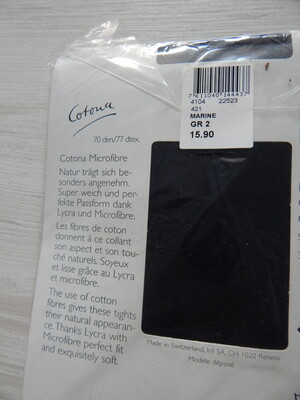 Cotona
70 den/77 dtex
Cotona Microfibre
Natur trägt sich be-
sonders angenehm.
Super weich und per-
fekte Passform dank
Lycra und Microfibre.
Les fibres de coton
donnent à ce collant
son aspect et son tou-
ché naturels. Soyeux
et lisse grâce au Lycra
et microfibre.
The use of cotton
fibres gives these tights
their natural appearan-
ce. Thanks Lycra with
Microfibre perfect fit
and exquisitely soft.
7611040144437
4104 22523
421
MARINE
GR 2
15.90
Made in Switzerland, Iril SA, CH-1020 Renens
Modèle déposé